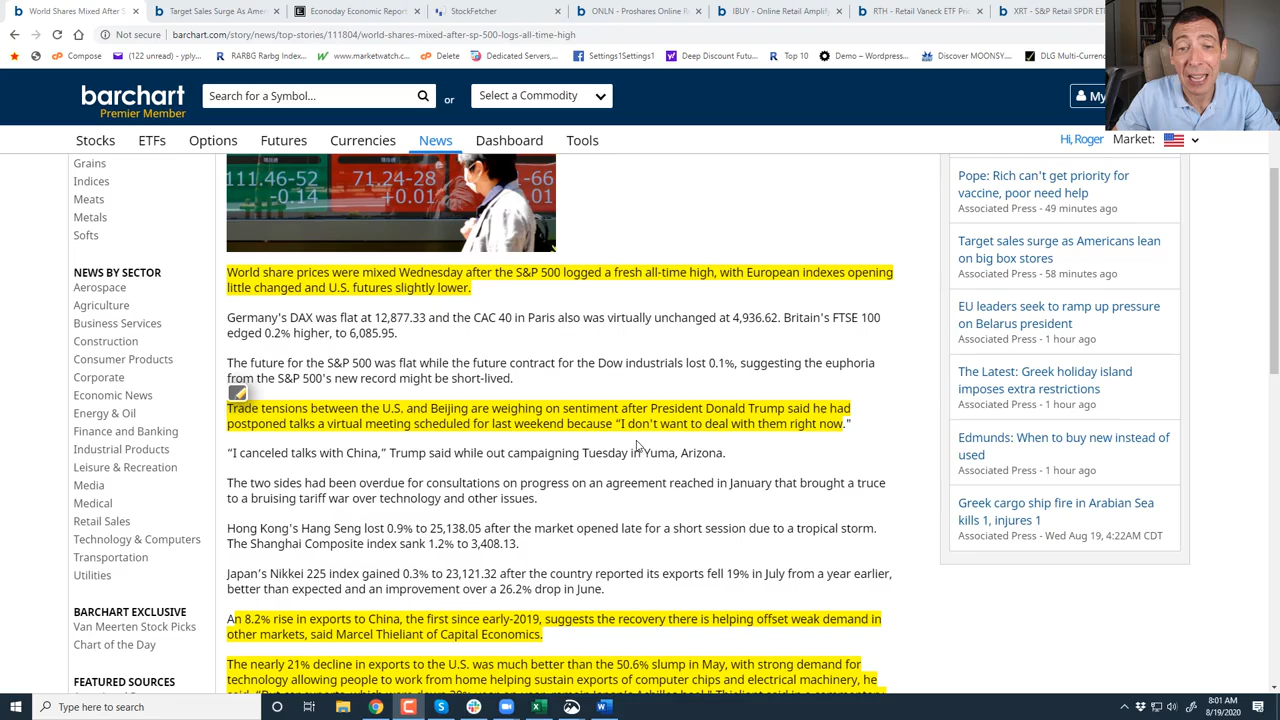 World Shares Mixed After S
Target Sales Surge as America
Econoday Economic Report
StockFetcher
ONLN - Proshares Online Re
IBUY - Online Retail Amplify
RTH - Retail Vaneck ETF Pric
XRT - S&P Retail SPDR ETF
Not secure
barchart.com/story/news/top-stories/111804/world-shares-mixed-after-sp-500-logs-all-time-high
Compose
(122 unread) - yply...
RARBG Rarbg Index...
www.marketwatch.co...
Delete
Dedicated Servers,...
Settings1Settings1
Deep Discount Futu...
Top 10
Demo – Wordpress...
Discover MOONSY...
DLG Multi-Curren
barchart
Premier Member
Search for a Symbol...
or
Select a Commodity
My
Stocks
ETFs
Options
Futures
Currencies
News
Dashboard
Tools
Hi, Roger
Market:
Grains
Indices
Meats
Metals
Softs
NEWS BY SECTOR
Aerospace
Agriculture
Business Services
Construction
Consumer Products
Corporate
Economic News
Energy & Oil
Finance and Banking
Industrial Products
Leisure & Recreation
Media
Medical
Retail Sales
Technology & Computers
Transportation
Utilities
BARCHART EXCLUSIVE
Van Meerten Stock Picks
Chart of the Day
FEATURED SOURCES
111.46-52
-0.14
71.24-28
+0.01
-66
.01
World share prices were mixed Wednesday after the S&P 500 logged a fresh all-time high, with European indexes opening
little changed and U.S. futures slightly lower.
Germany's DAX was flat at 12,877.33 and the CAC 40 in Paris also was virtually unchanged at 4,936.62. Britain's FTSE 100
edged 0.2% higher, to 6,085.95.
The future for the S&P 500 was flat while the future contract for the Dow industrials lost 0.1%, suggesting the euphoria
from the S&P 500's new record might be short-lived.
Trade tensions between the U.S. and Beijing are weighing on sentiment after President Donald Trump said he had
postponed talks a virtual meeting scheduled for last weekend because “I don't want to deal with them right now."
“I canceled talks with China,” Trump said while out campaigning Tuesday in Yuma, Arizona.
The two sides had been overdue for consultations on progress on an agreement reached in January that brought a truce
to a bruising tariff war over technology and other issues.
Hong Kong's Hang Seng lost 0.9% to 25,138.05 after the market opened late for a short session due to a tropical storm.
The Shanghai Composite index sank 1.2% to 3,408.13.
Japan’s Nikkei 225 index gained 0.3% to 23,121.32 after the country reported its exports fell 19% in July from a year earlier,
better than expected and an improvement over a 26.2% drop in June.
An 8.2% rise in exports to China, the first since early-2019, suggests the recovery there is helping offset weak demand in
other markets, said Marcel Thieliant of Capital Economics.
The nearly 21% decline in exports to the U.S. was much better than the 50.6% slump in May, with strong demand for
technology allowing people to work from home helping sustain exports of computer chips and electrical machinery, he
Pope: Rich can't get priority for
vaccine, poor need help
Associated Press - 49 minutes ago
Target sales surge as Americans lean
on big box stores
Associated Press - 58 minutes ago
EU leaders seek to ramp up pressure
on Belarus president
Associated Press - 1 hour ago
The Latest: Greek holiday island
imposes extra restrictions
Associated Press - 1 hour ago
Edmunds: When to buy new instead of
used
Associated Press - 1 hour ago
Greek cargo ship fire in Arabian Sea
kills 1, injures 1
Associated Press - Wed Aug 19, 4:22AM CDT
Type here to search
8:01 AM
8/19/2020